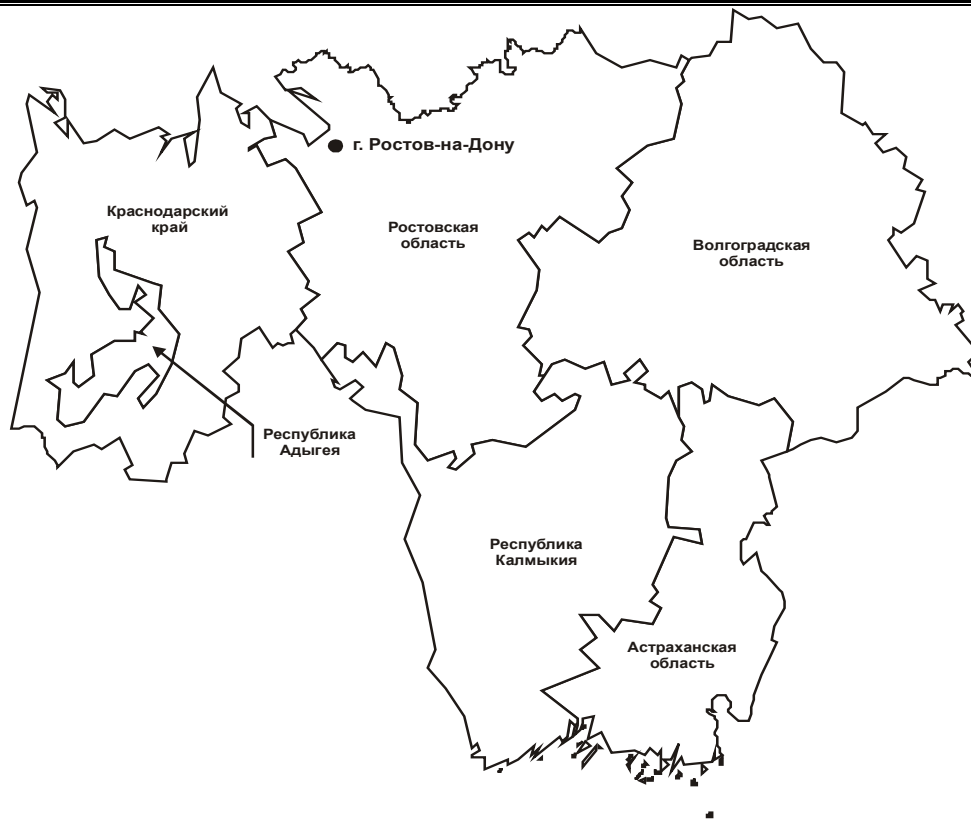 г. Ростов-на-Дону
Краснодарский
край
Ростовская
область
Волгоградская
область
Республика
Адыгея
Республика
Калмыкия
Астраханская
область